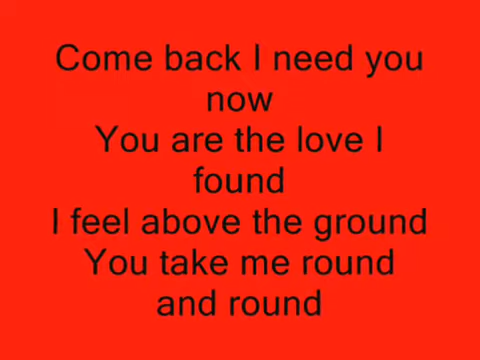 Come back I need you
now
You are the love I
found
I feel above the ground
You take me round
and round